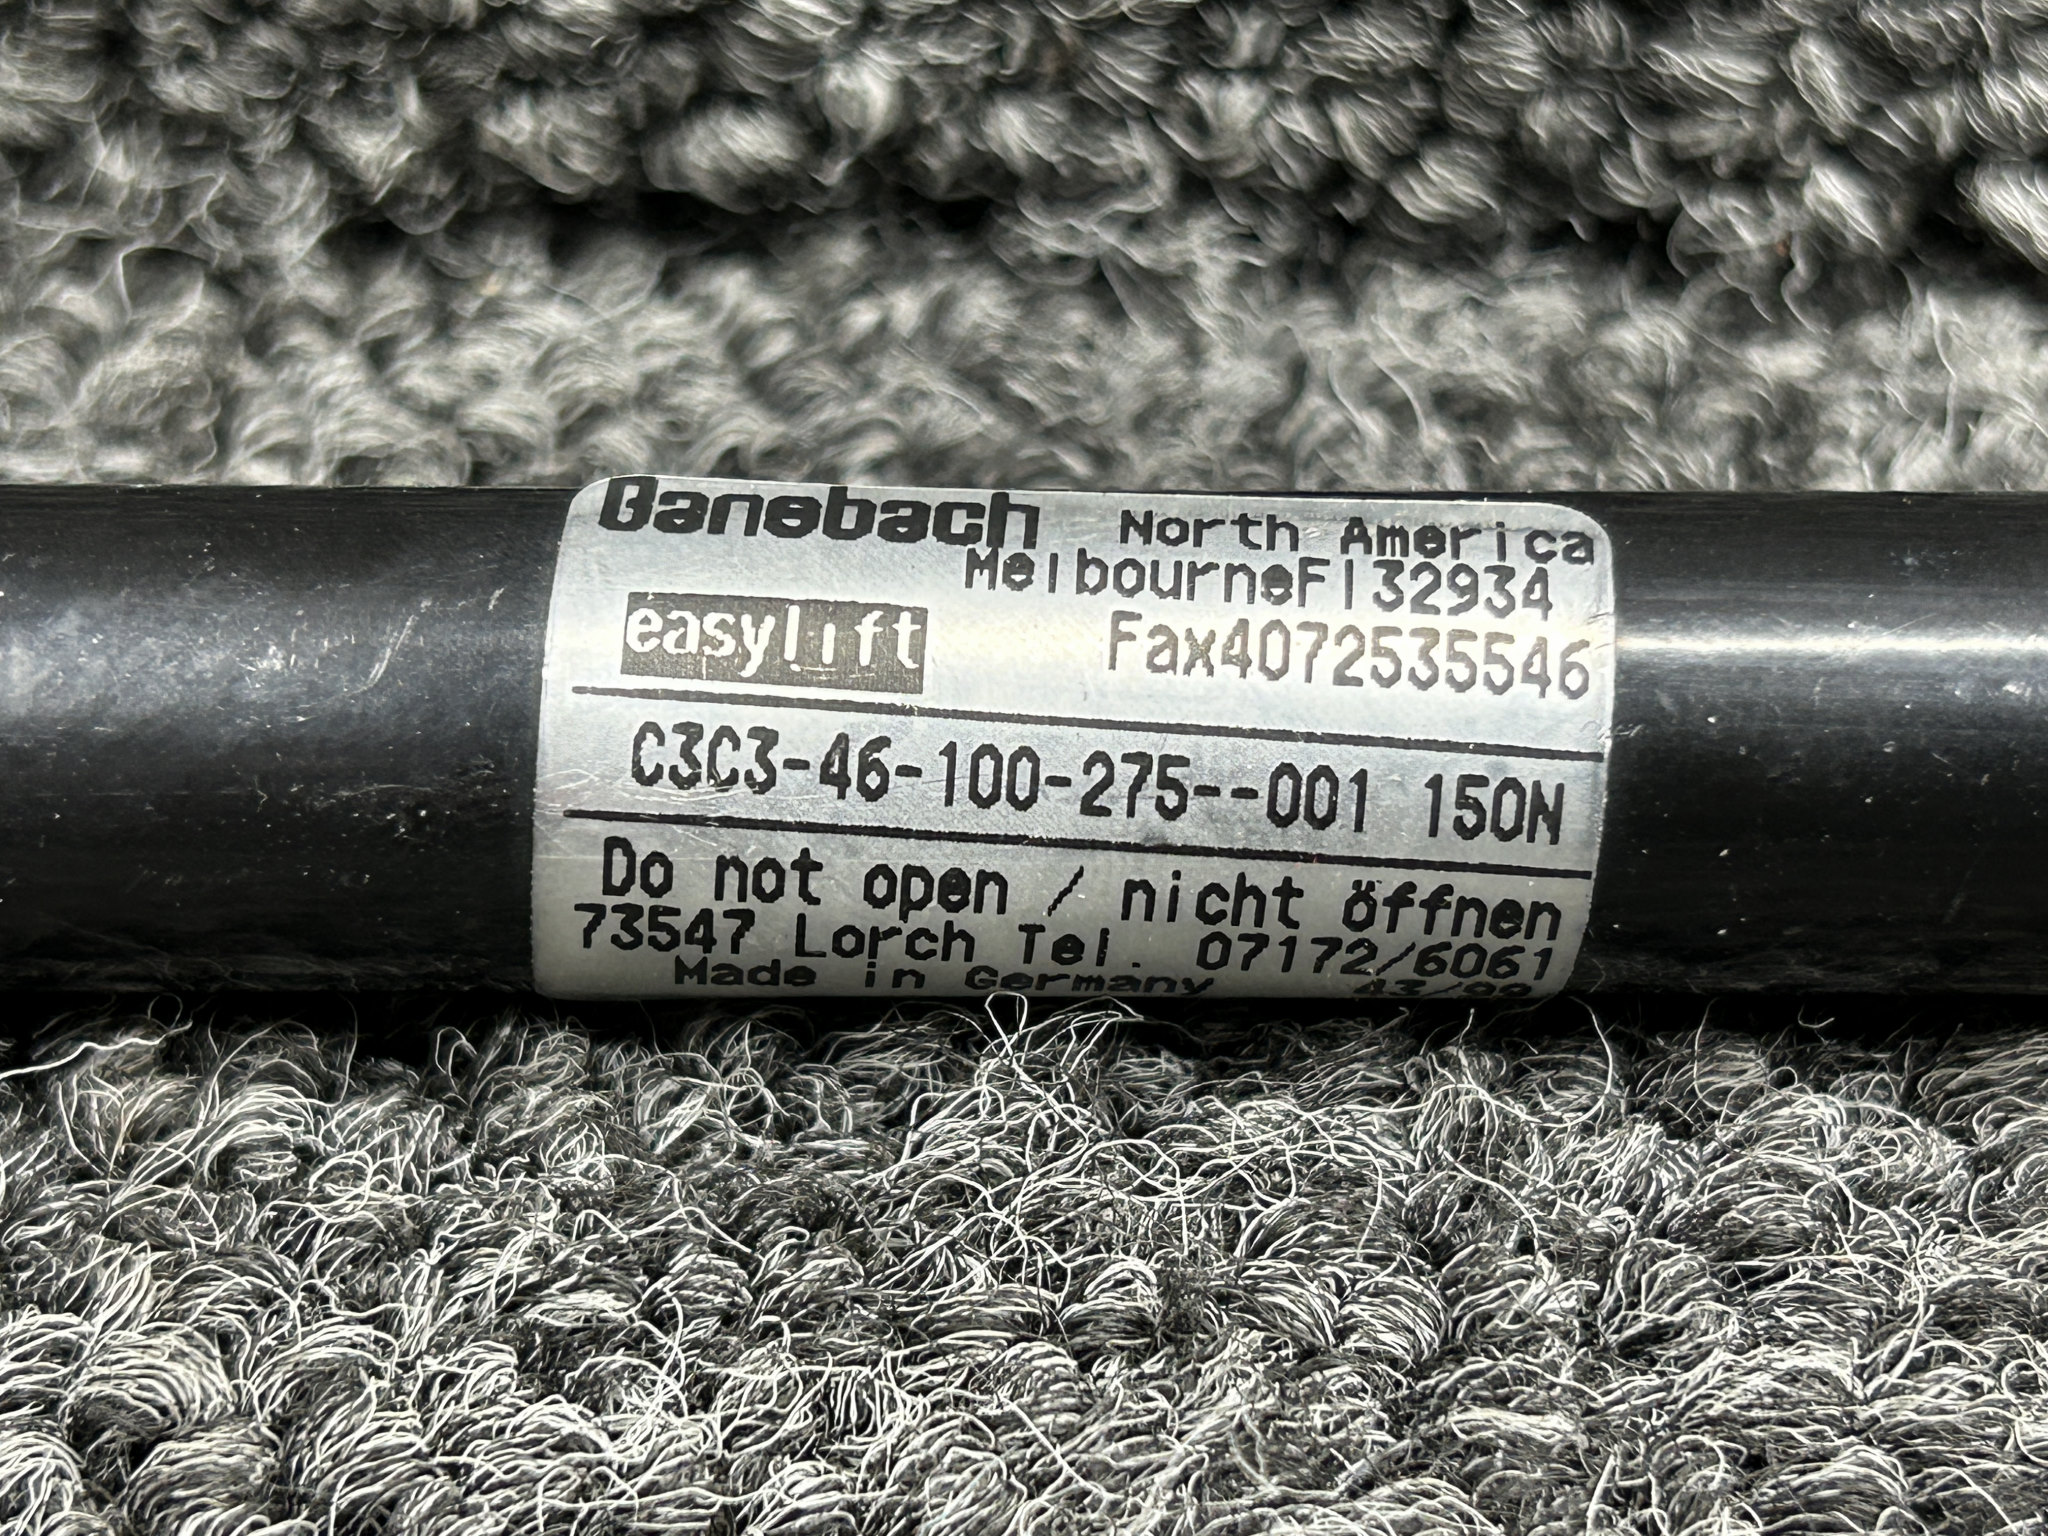 Bansbach North America
MelbourneFl32934
easylift Fax4072535546
C3C3-46-100-275--001 150N
Do not open / nicht öffnen
73547 Lorch Tel. 07172/6061
Made in Germany